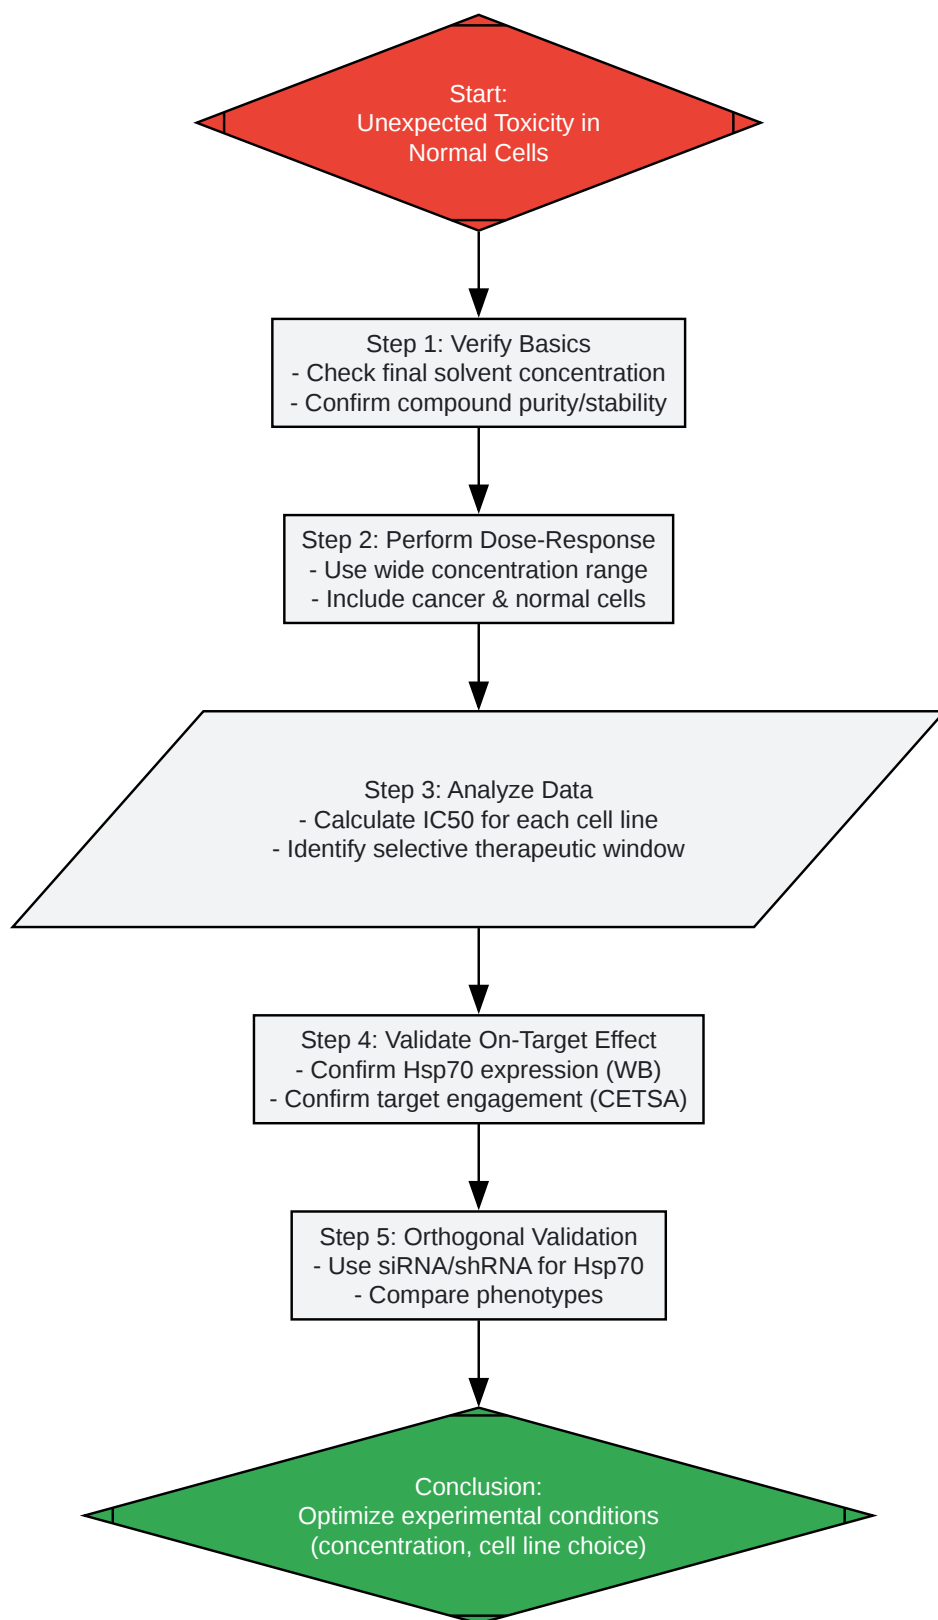 Start:
Unexpected Toxicity in
Normal Cells
Step 1: Verify Basics
- Check final solvent concentration
- Confirm compound purity/stability
Step 2: Perform Dose-Response
- Use wide concentration range
- Include cancer & normal cells
Step 3: Analyze Data
- Calculate IC50 for each cell line
- Identify selective therapeutic window
Step 4: Validate On-Target Effect
- Confirm Hsp70 expression (WB)
- Confirm target engagement (CETSA)
Step 5: Orthogonal Validation
- Use siRNA/shRNA for Hsp70
- Compare phenotypes
Conclusion:
Optimize experimental conditions
(concentration, cell line choice)